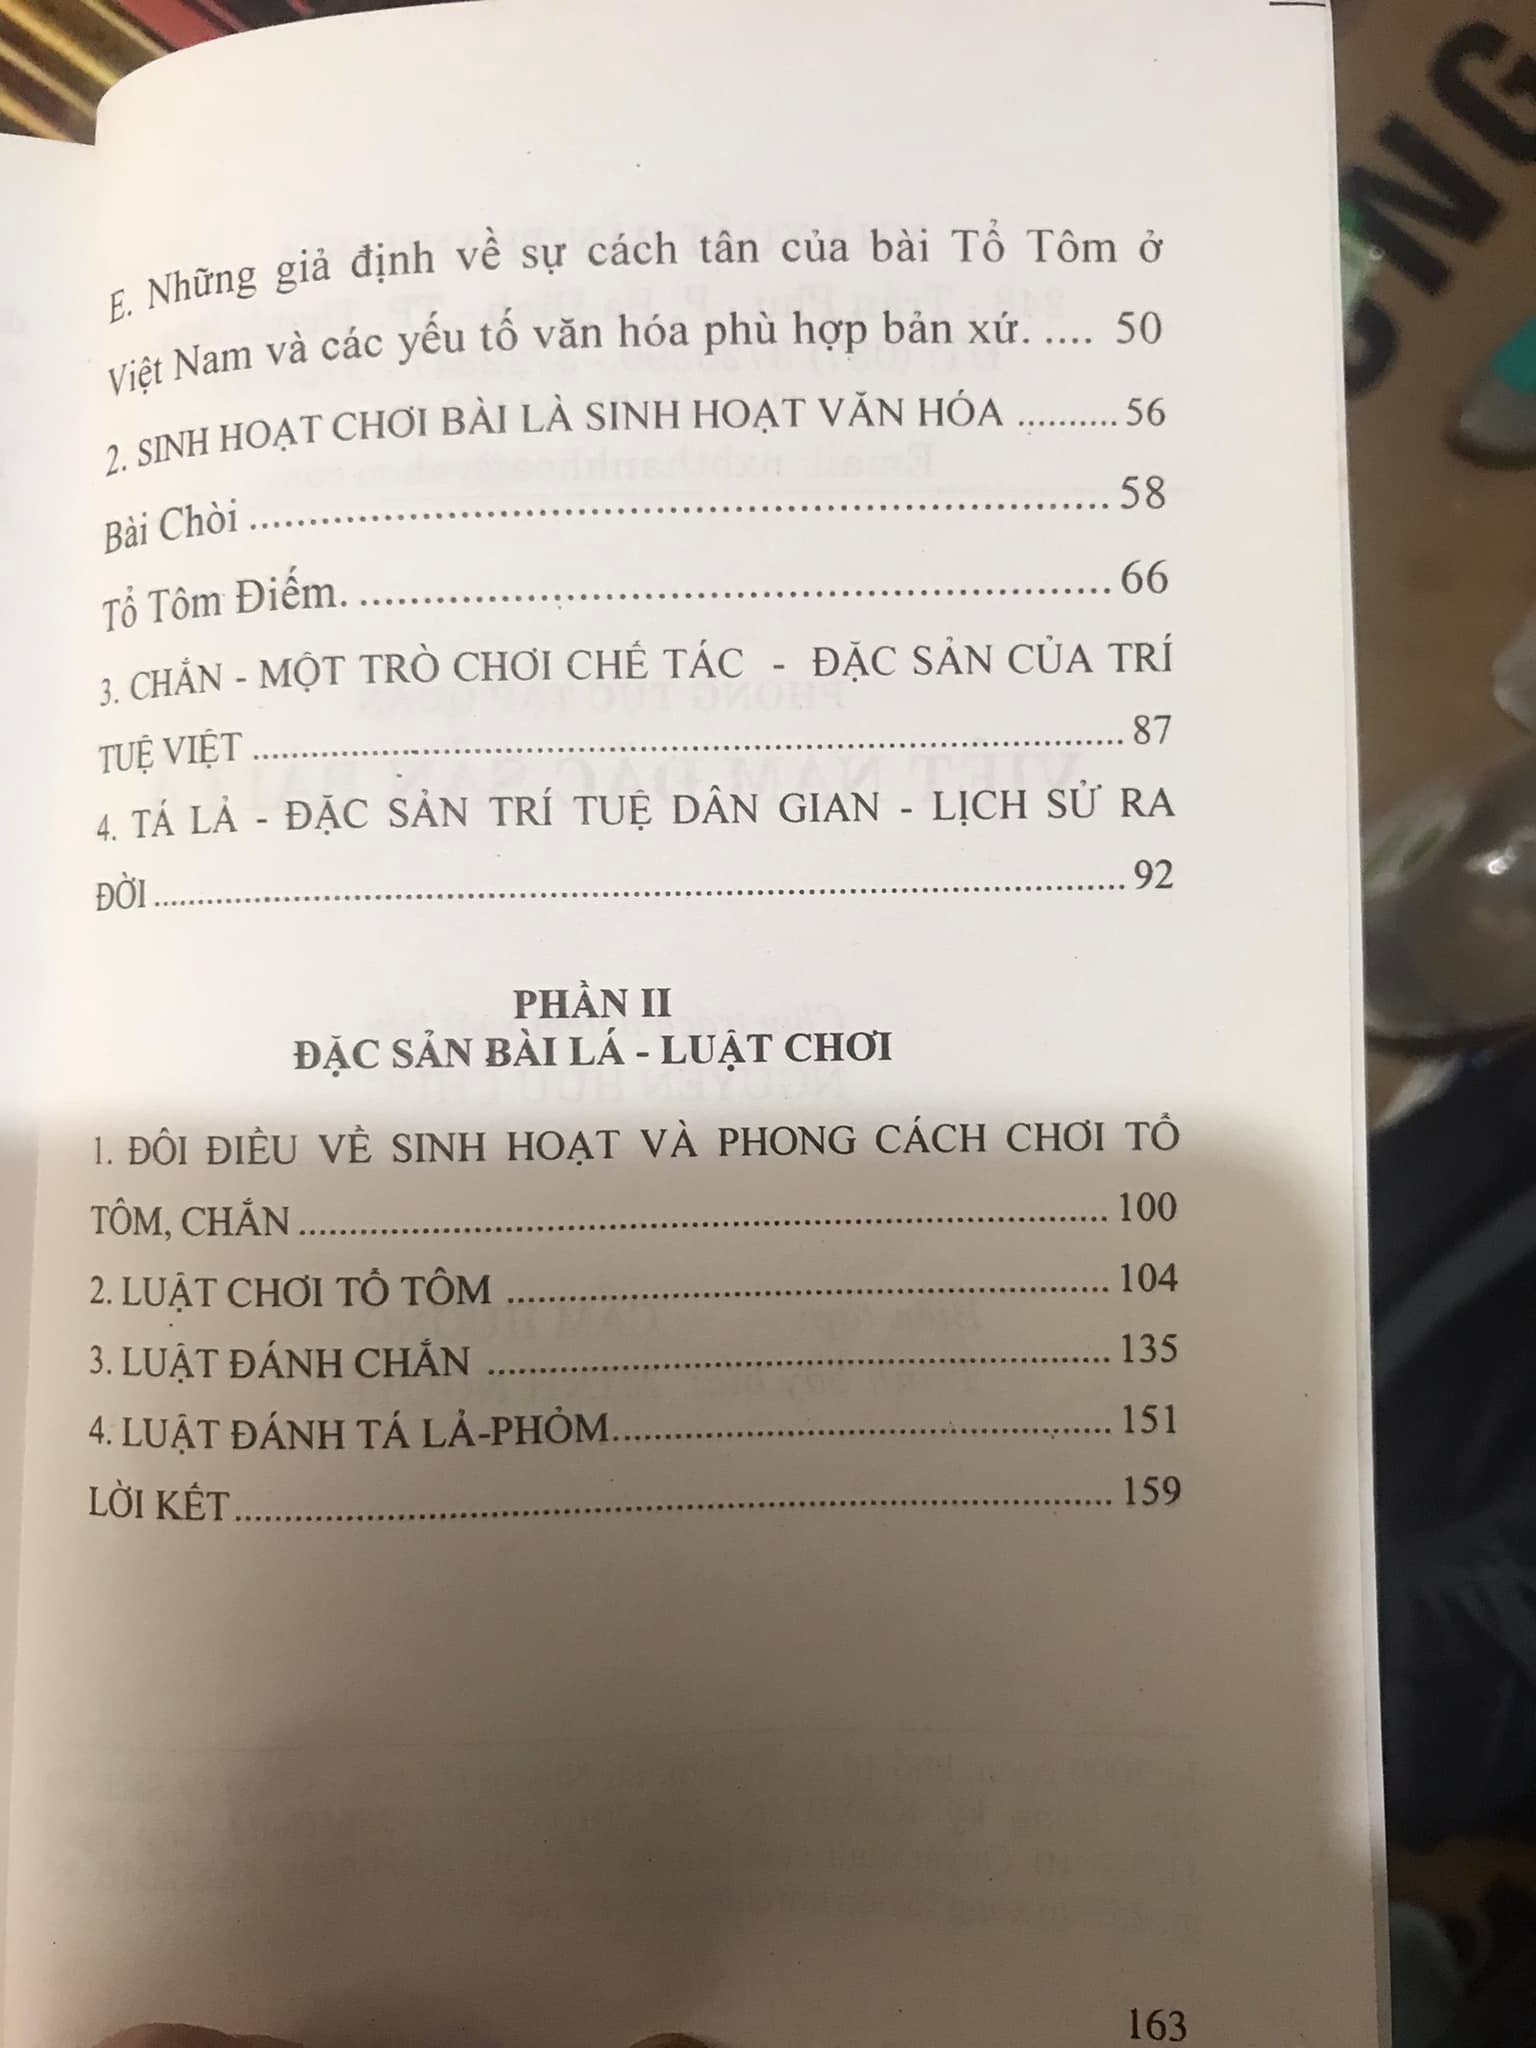 E. Những giả định về sự cách tân của bài Tổ Tôm ở
Việt Nam và các yếu tố văn hóa phù hợp bản xứ. .... 50
2. SINH HOẠT CHƠI BÀI LÀ SINH HOẠT VĂN HÓA ..........56
Bài Chòi ......................................................................58
Tổ Tôm Điếm. .............................................................66
3. CHẮN - MỘT TRÒ CHƠI CHẾ TÁC - ĐẶC SẢN CỦA TRÍ
TUỆ VIỆT ....................................................................................87
4. TÁ LẢ - ĐẶC SẢN TRÍ TUỆ DÂN GIAN - LỊCH SỬ RA
ĐỜI..................................................................................................92
PHẦN II
ĐẶC SẢN BÀI LÁ - LUẬT CHƠI
1. ĐÔI ĐIỀU VỀ SINH HOẠT VÀ PHONG CÁCH CHƠI TỔ
TÔM, CHẮN ................................................................................100
2. LUẬT CHƠI TỔ TÔM ............................................................104
3. LUẬT ĐÁNH CHẮN ..............................................................135
4. LUẬT ĐÁNH TÁ LẢ-PHỎM..................................................151
LỜI KẾT........................................................................................159
163
ONG